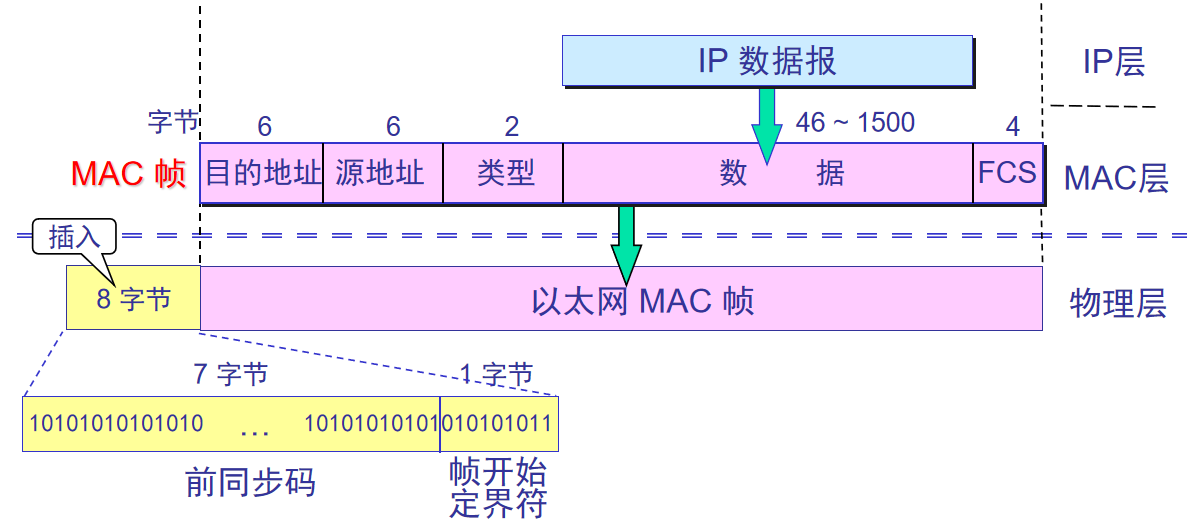 IP 数据报
IP层
字节
6
6
2
46 ~ 1500
4
MAC 帧
目的地址
源地址
类型
数 据
FCS
MAC层
插入
8 字节
以太网 MAC 帧
物理层
7 字节
1 字节
10101010101010 ... 10101010101010101011
前同步码
帧开始
定界符